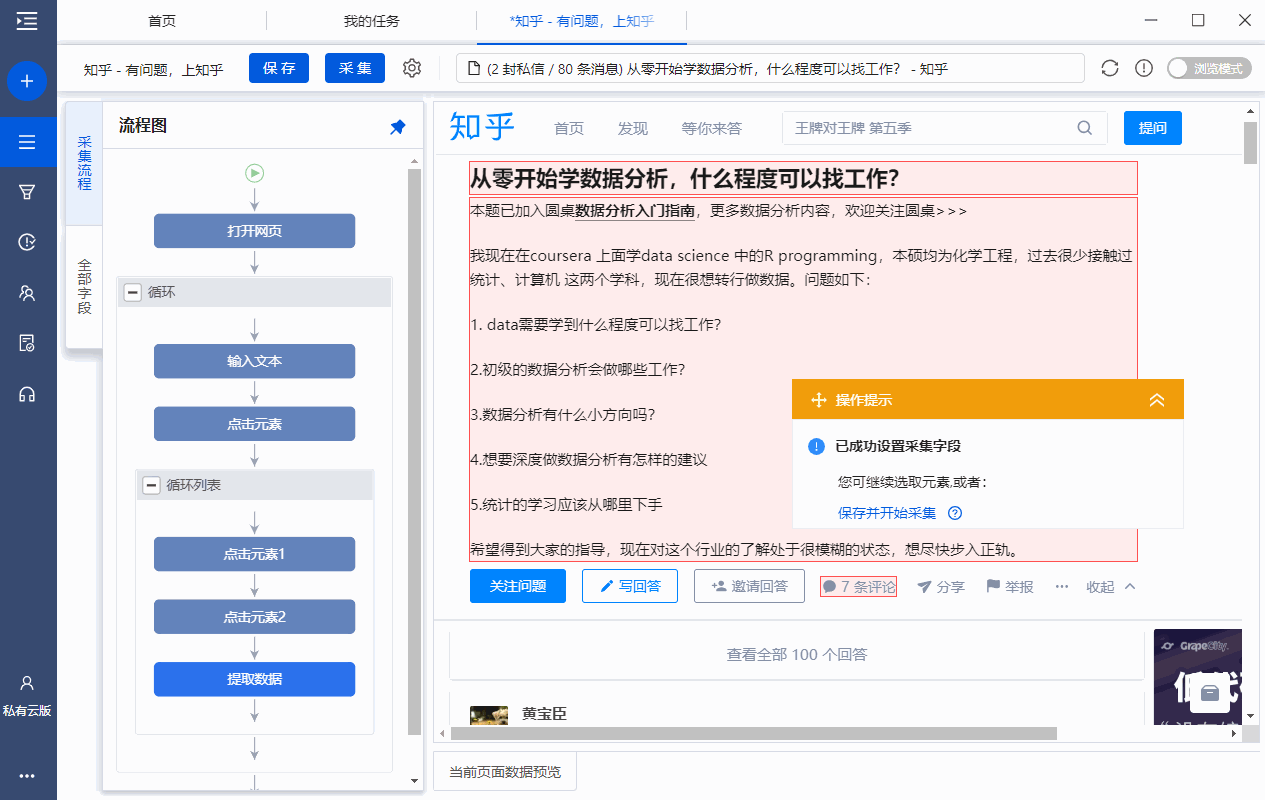 首页
我的任务
*知乎 - 有问题，上知乎
知乎 - 有问题，上知乎
保 存
采 集
(2 封私信 / 80 条消息) 从零开始学数据分析，什么程度可以找工作？ - 知乎
浏览模式
采集流程
全部字段
流程图
打开网页
循环
输入文本
点击元素
循环列表
点击元素1
点击元素2
提取数据
私有云版
知乎
首页
发现
等你来答
王牌对王牌 第五季
提问
从零开始学数据分析，什么程度可以找工作？
本题已加入圆桌数据分析入门指南，更多数据分析内容，欢迎关注圆桌>>>
我现在在coursera 上面学data science 中的R programming，本硕均为化学工程，过去很少接触过
统计、计算机 这两个学科，现在很想转行做数据。问题如下：
1. data需要学到什么程度可以找工作？
2.初级的数据分析会做哪些工作？
3.数据分析有什么小方向吗？
4.想要深度做数据分析有怎样的建议
5.统计的学习应该从哪里下手
希望得到大家的指导，现在对这个行业的了解处于很模糊的状态，想尽快步入正轨。
操作提示
已成功设置采集字段
您可继续选取元素,或者：
保存并开始采集
关注问题
写回答
邀请回答
7 条评论
分享
举报
收起
查看全部 100 个回答
黄宝臣
GrapeCity.
当前页面数据预览